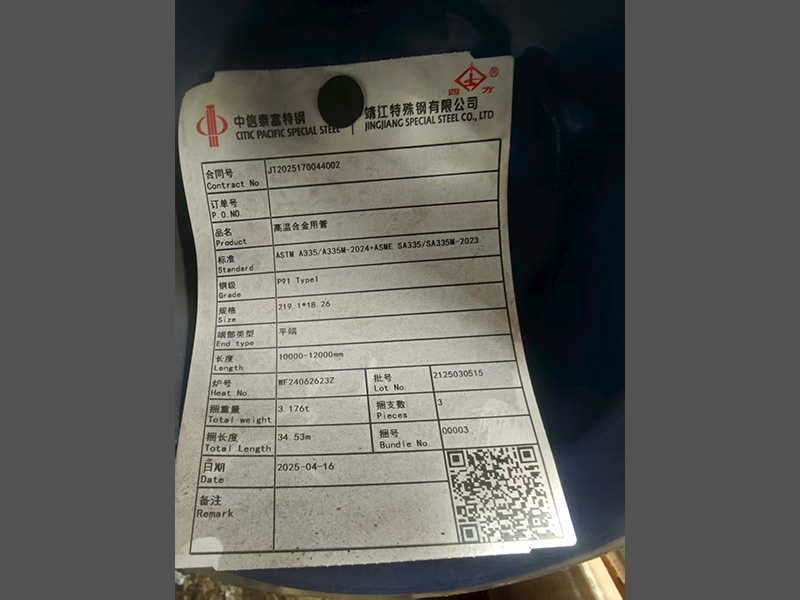 中信泰富特钢
CITIC PACIFIC SPECIAL STEEL
靖江特殊钢有限公司
JINGJIANG SPECIAL STEEL CO., LTD
四方®
合同号 JT2025170044002
Contract No.
订单号
P.O.NO.
品名 高温合金用管
Product
标准 ASTM A335/A335M-2024+ASME SA335/SA335M-2023
Standard
钢级 P91 Type1
Grade
规格 219.1*18.26
Size
端部类型 平端
End type
长度 10000-12000mm
Length
炉号 WF24062623Z 批号 2125030515
Heat No. Lot No.
捆重量 3.176t 捆支数 3
Total weight Pieces
捆长度 34.53m 捆号 00003
Total Length Bundle No.
日期 2025-04-16
Date
备注
Remark